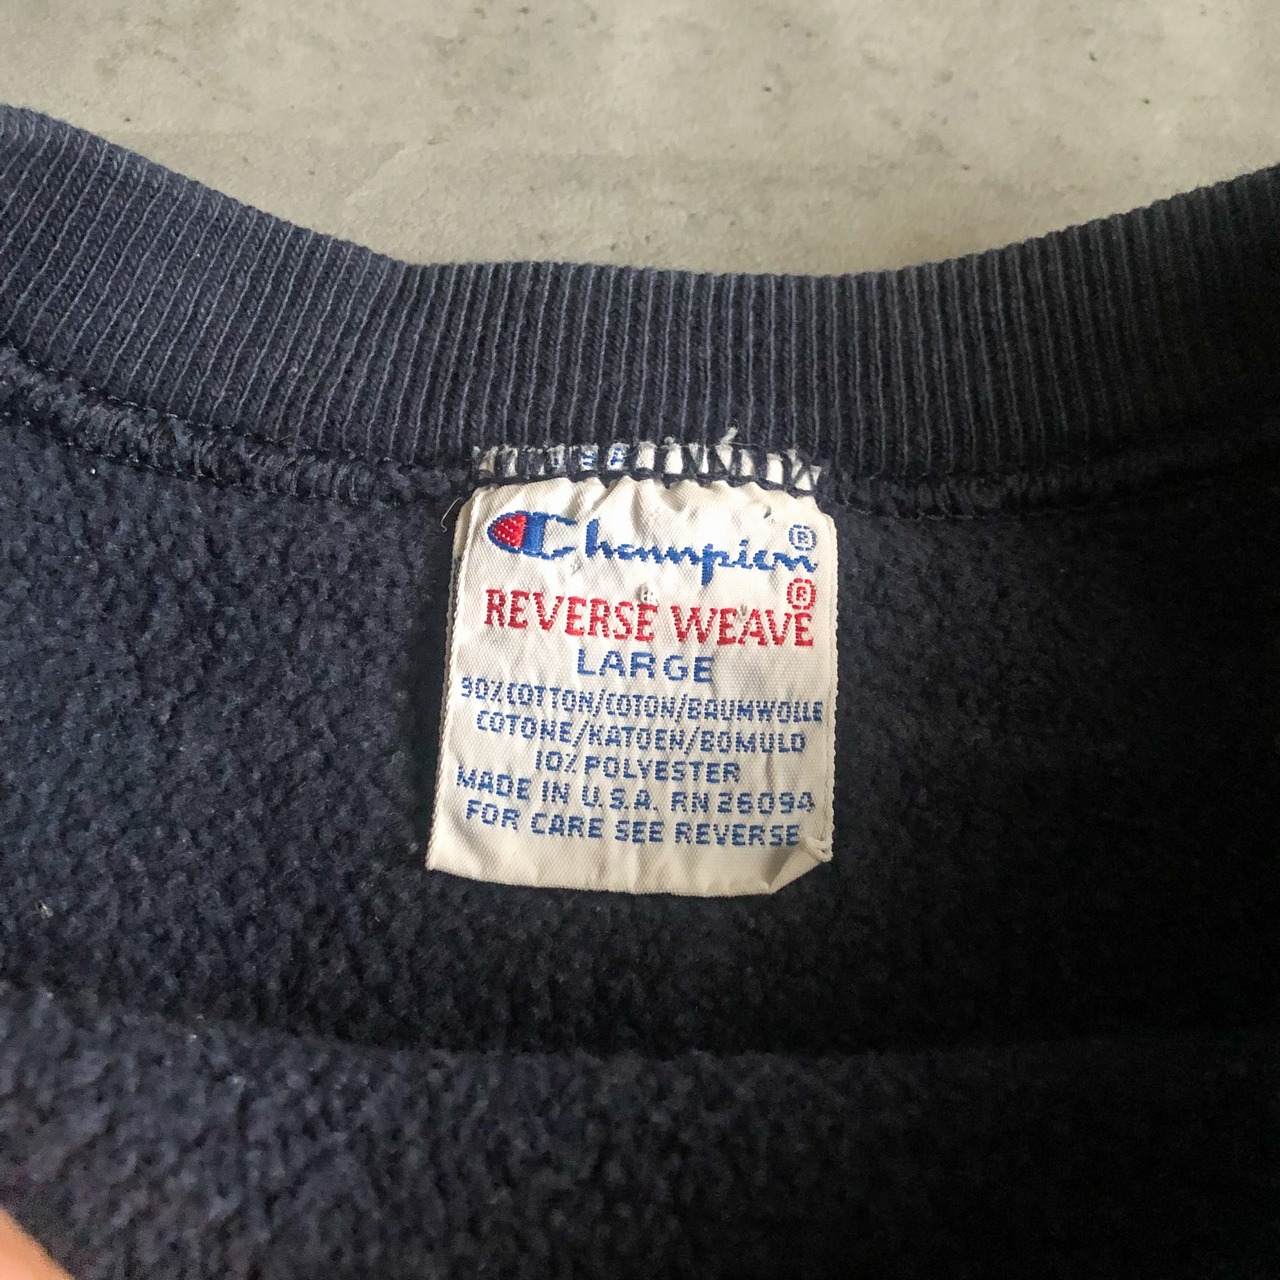 Champion®
REVERSE WEAVE®
LARGE
90% COTTON/COTON/BAUMWOLLE
COTONE/KATOEN/BOMULD
10% POLYESTER
MADE IN U.S.A. RN 26094
FOR CARE SEE REVERSE